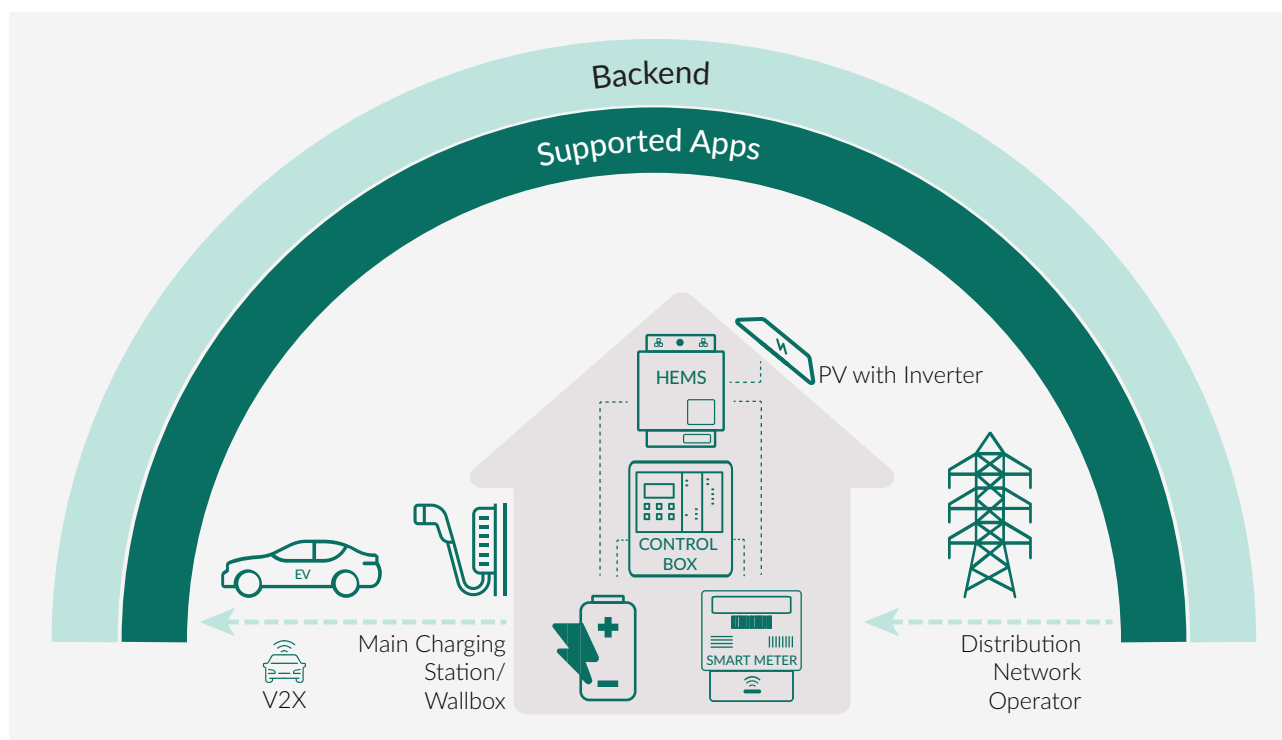 Backend
Supported Apps
HEMS
PV with Inverter
CONTROL
BOX
EV
Main Charging
Station/
Wallbox
V2X
SMART METER
Distribution
Network
Operator